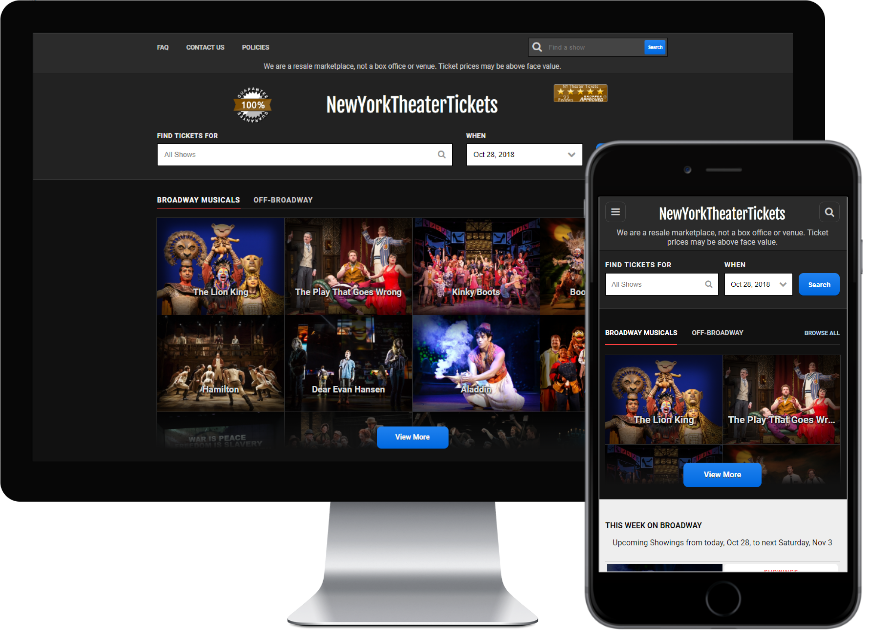 FAQ CONTACT US POLICIES
Find a show Search
We are a resale marketplace, not a box office or venue. Ticket prices may be above face value.
GUARANTEE
100%
GUARANTEE
NewYorkTheaterTickets
APPROVED
FIND TICKETS FOR WHEN
All Shows Oct 28, 2018
BROADWAY MUSICALS OFF-BROADWAY
The Lion King The Play That Goes Wrong Kinky Boots Boo
Hamilton Dear Evan Hansen Aladdin
WAR IS PEACE
FREEDOM IS SLAVERY
View More
NewYorkTheaterTickets
We are a resale marketplace, not a box office or venue. Ticket
prices may be above face value.
FIND TICKETS FOR WHEN
All Shows Oct 28, 2018 Search
BROADWAY MUSICALS OFF-BROADWAY BROWSE ALL
The Lion King The Play That Goes Wr...
View More
THIS WEEK ON BROADWAY
Upcoming Showings from today, Oct 28, to next Saturday, Nov 3